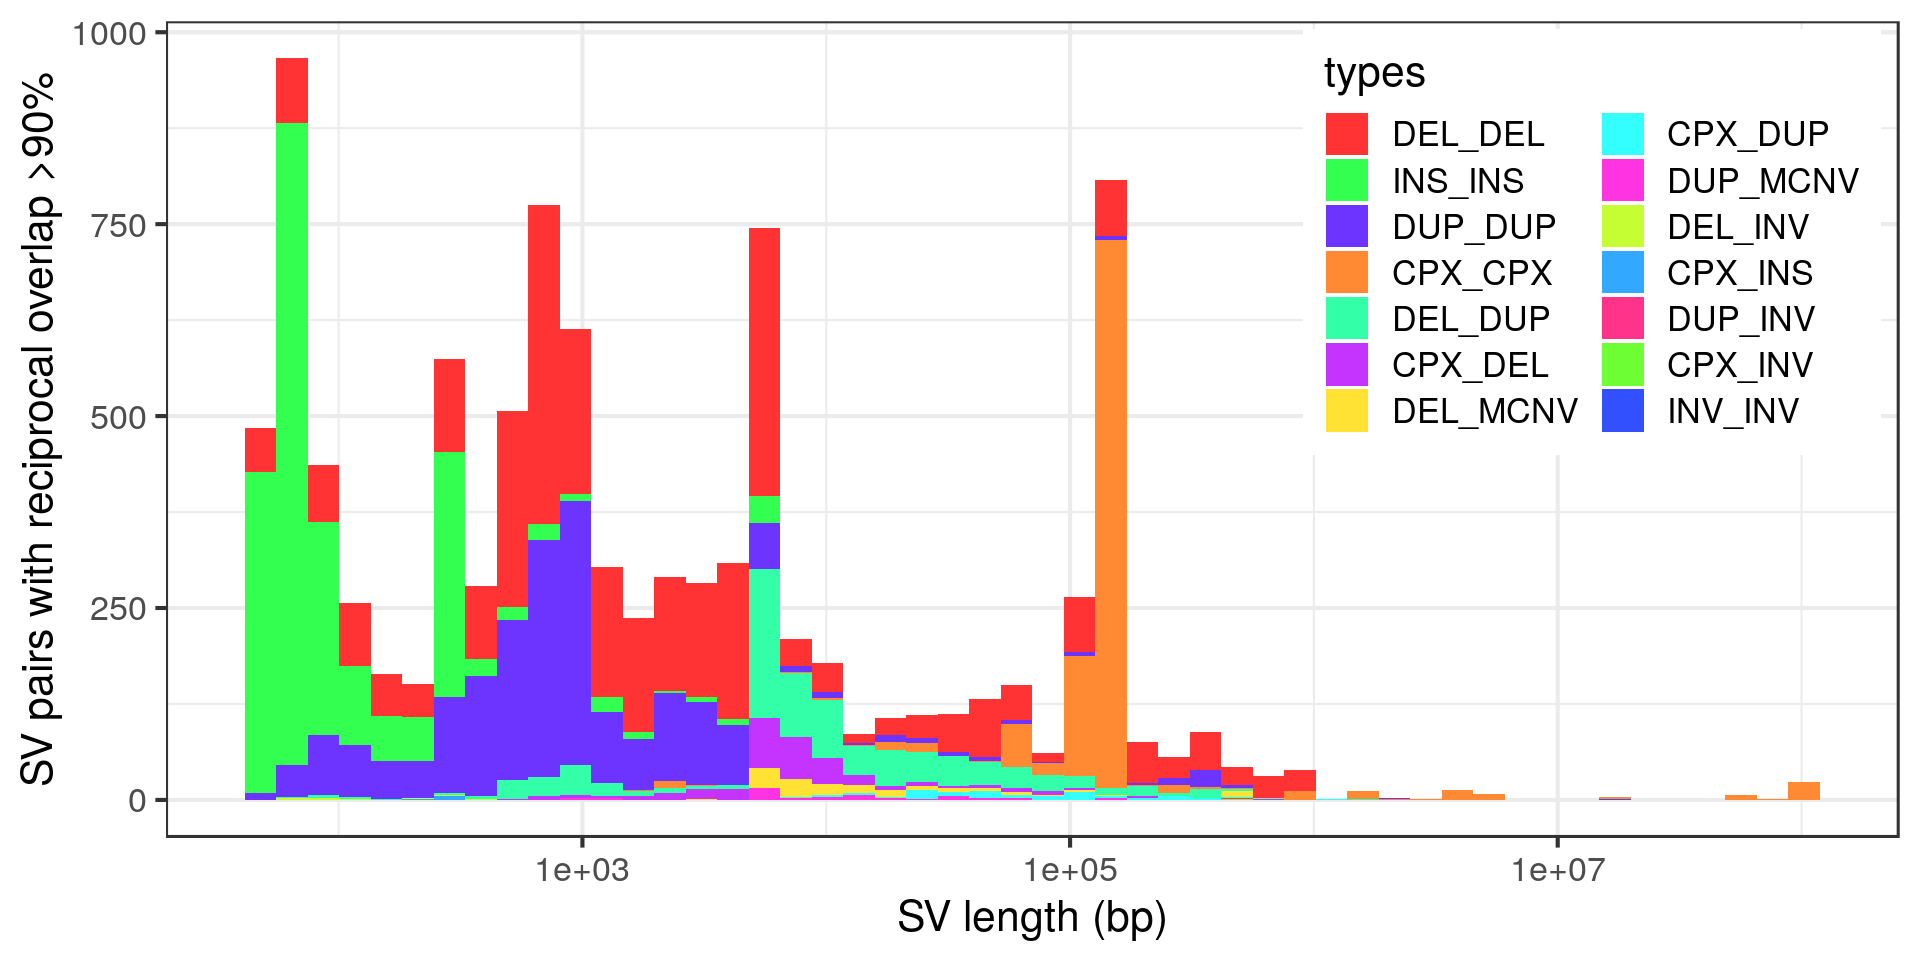 SV pairs with reciprocal overlap >90%
1000
750
500
250
0
1e+03
1e+05
1e+07
SV length (bp)
types
DEL_DEL
INS_INS
DUP_DUP
CPX_CPX
DEL_DUP
CPX_DEL
DEL_MCNV
CPX_DUP
DUP_MCNV
DEL_INV
CPX_INS
DUP_INV
CPX_INV
INV_INV